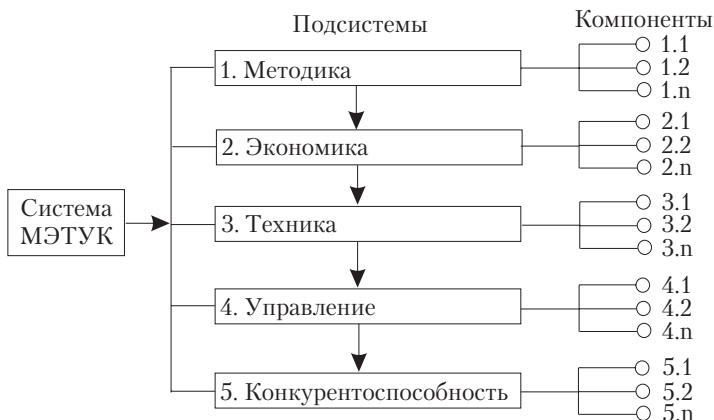 Подсистемы
Компоненты
1. Методика
1.1
1.2
1.n
2. Экономика
2.1
2.2
2.n
Система
МЭТУК
3. Техника
3.1
3.2
3.n
4. Управление
4.1
4.2
4.n
5. Конкурентоспособность
5.1
5.2
5.n